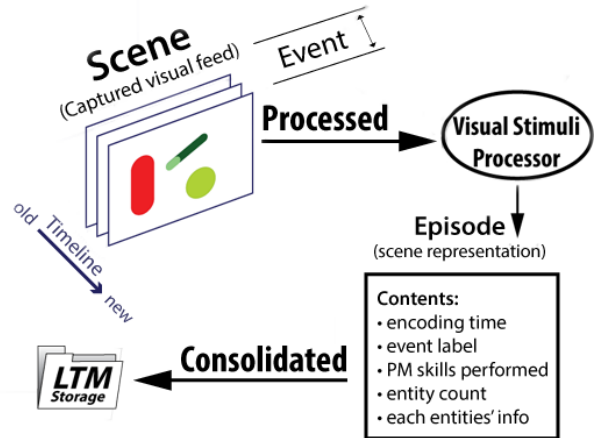 Scene
(Captured visual feed)
Event
Processed
Visual Stimuli
Processor
old Timeline new
Episode
(scene representation)
Contents:
• encoding time
• event label
• PM skills performed
• entity count
• each entities' info
Consolidated
LTM
Storage